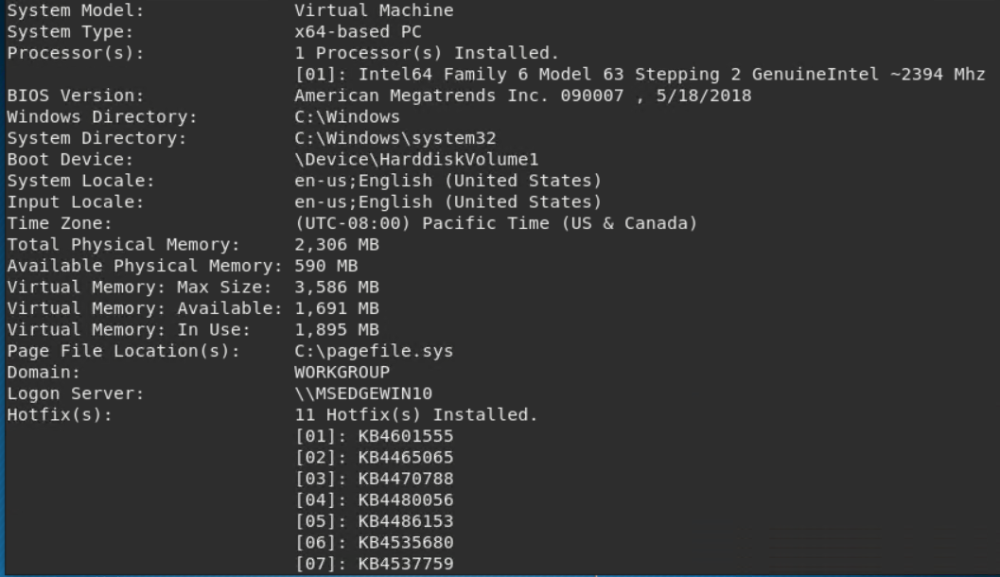 System Model: Virtual Machine
System Type: x64-based PC
Processor(s): 1 Processor(s) Installed.
[01]: Intel64 Family 6 Model 63 Stepping 2 GenuineIntel ~2394 Mhz
BIOS Version: American Megatrends Inc. 090007 , 5/18/2018
Windows Directory: C:\Windows
System Directory: C:\Windows\system32
Boot Device: \Device\HarddiskVolume1
System Locale: en-us;English (United States)
Input Locale: en-us;English (United States)
Time Zone: (UTC-08:00) Pacific Time (US & Canada)
Total Physical Memory: 2,306 MB
Available Physical Memory: 590 MB
Virtual Memory: Max Size: 3,586 MB
Virtual Memory: Available: 1,691 MB
Virtual Memory: In Use: 1,895 MB
Page File Location(s): C:\pagefile.sys
Domain: WORKGROUP
Logon Server: \\MSEDGEWIN10
Hotfix(s): 11 Hotfix(s) Installed.
[01]: KB4601555
[02]: KB4465065
[03]: KB4470788
[04]: KB4480056
[05]: KB4486153
[06]: KB4535680
[07]: KB4537759